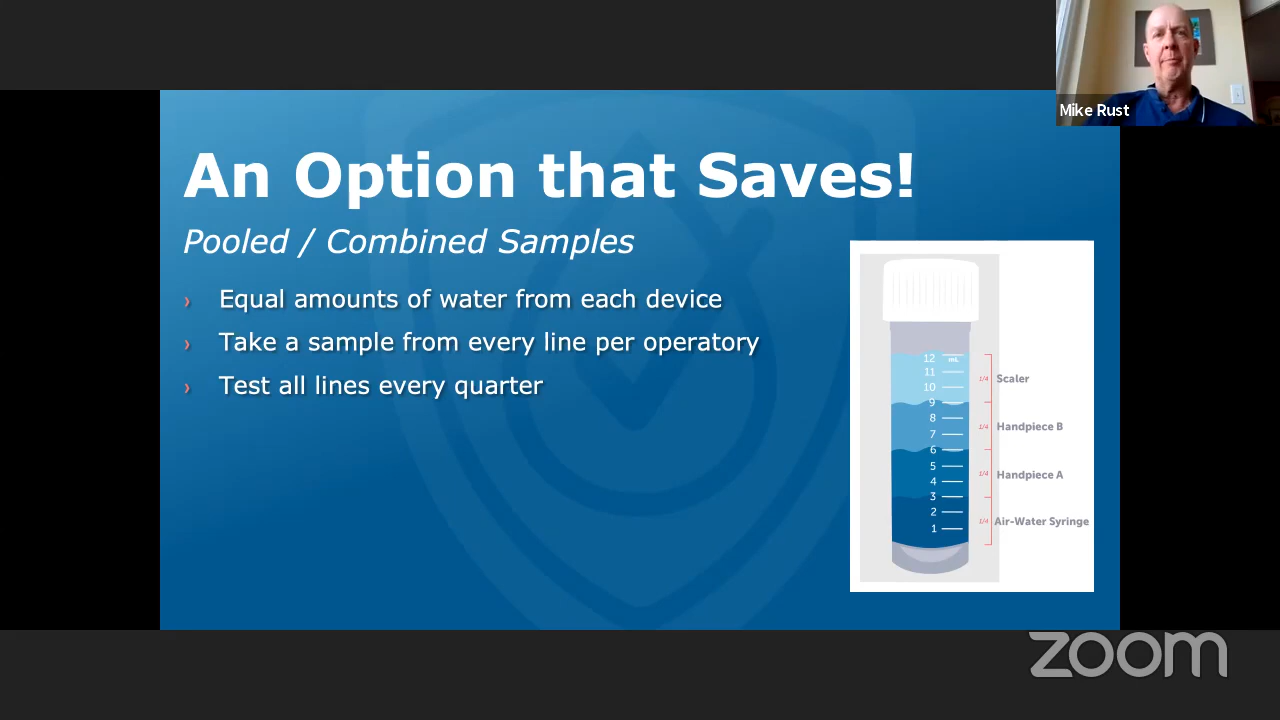 Mike Rust
An Option that Saves!
Pooled / Combined Samples
› Equal amounts of water from each device
› Take a sample from every line per operatory
› Test all lines every quarter
12 mL
11
10
9
8
7
6
5
4
3
2
1
1/4 Scaler
1/4 Handpiece B
1/4 Handpiece A
1/4 Air-Water Syringe
zoom